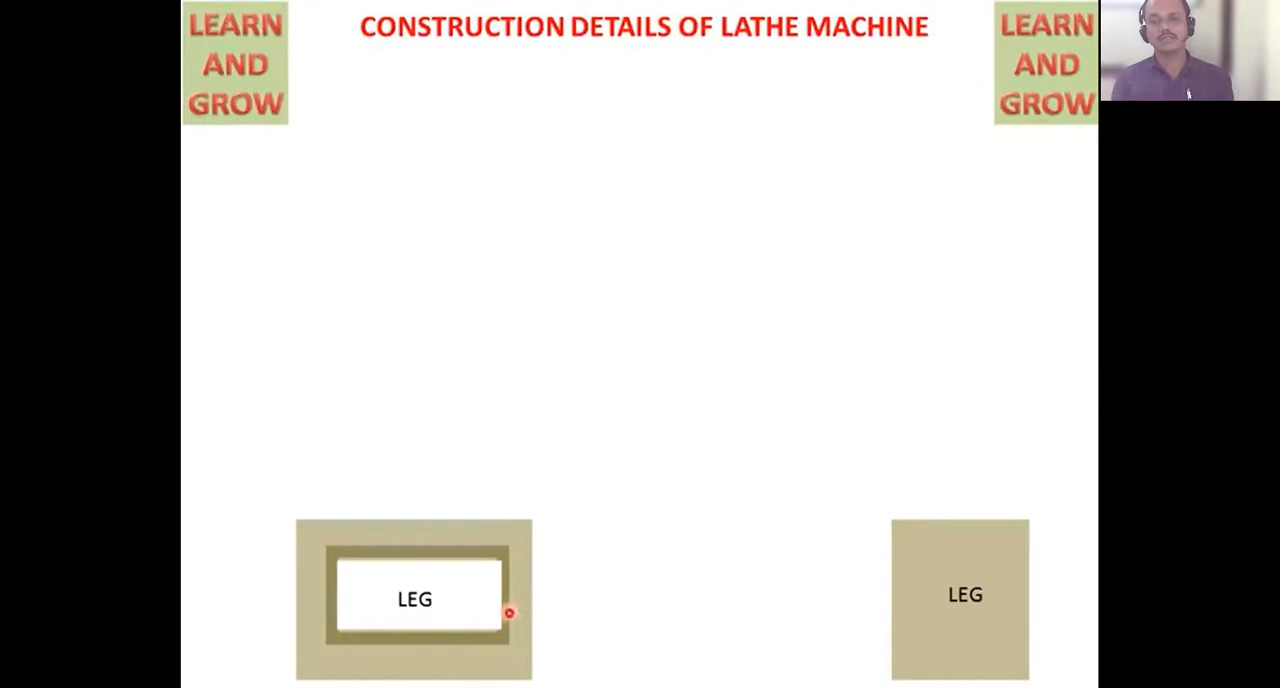 LEARN
AND
GROW
CONSTRUCTION DETAILS OF LATHE MACHINE
LEARN
AND
GROW
LEG
LEG